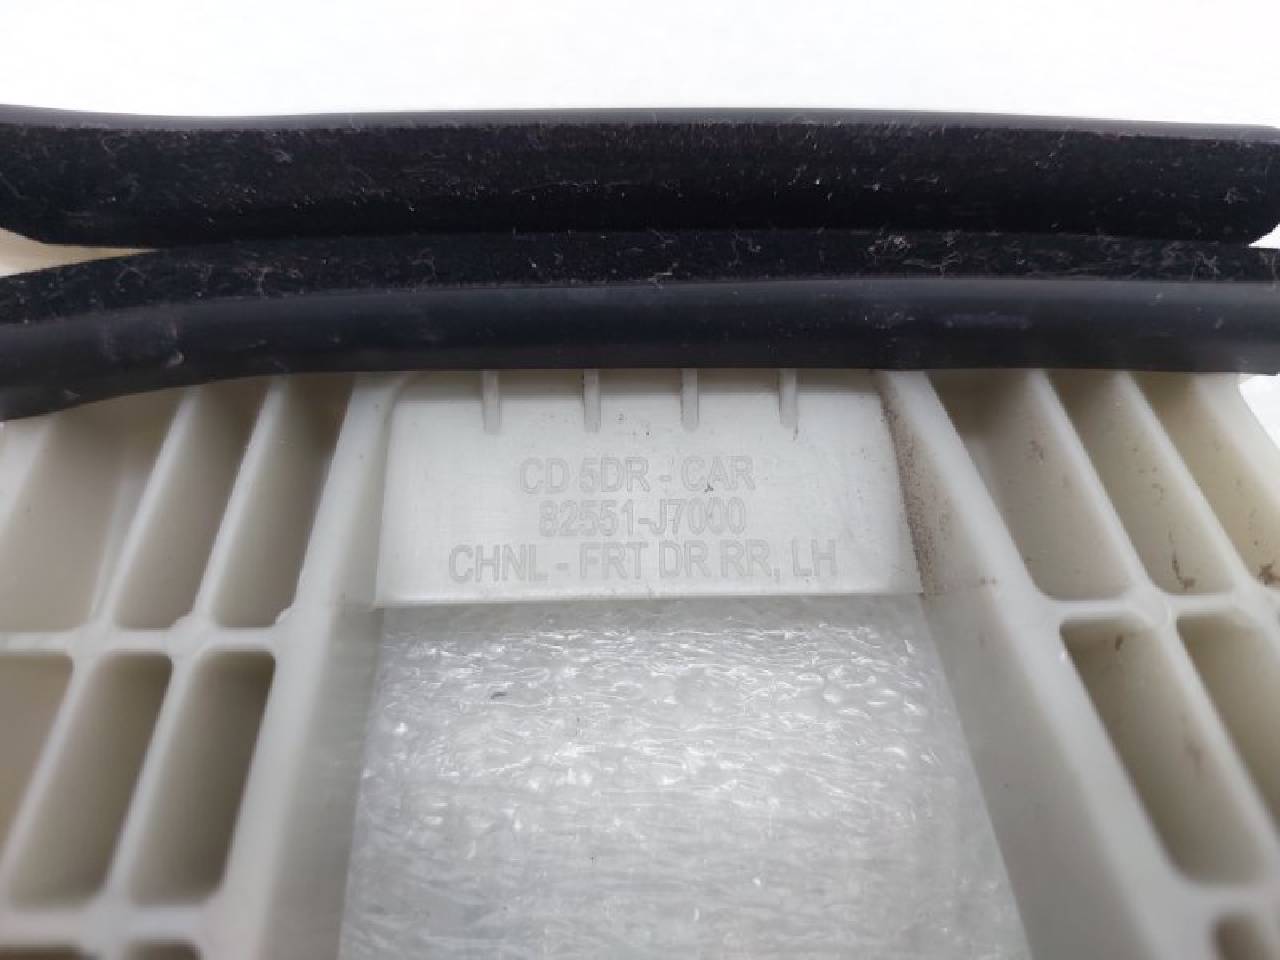 CD 5DR - CAR
82551-J7000
CHNL - FRT DR RR, LH